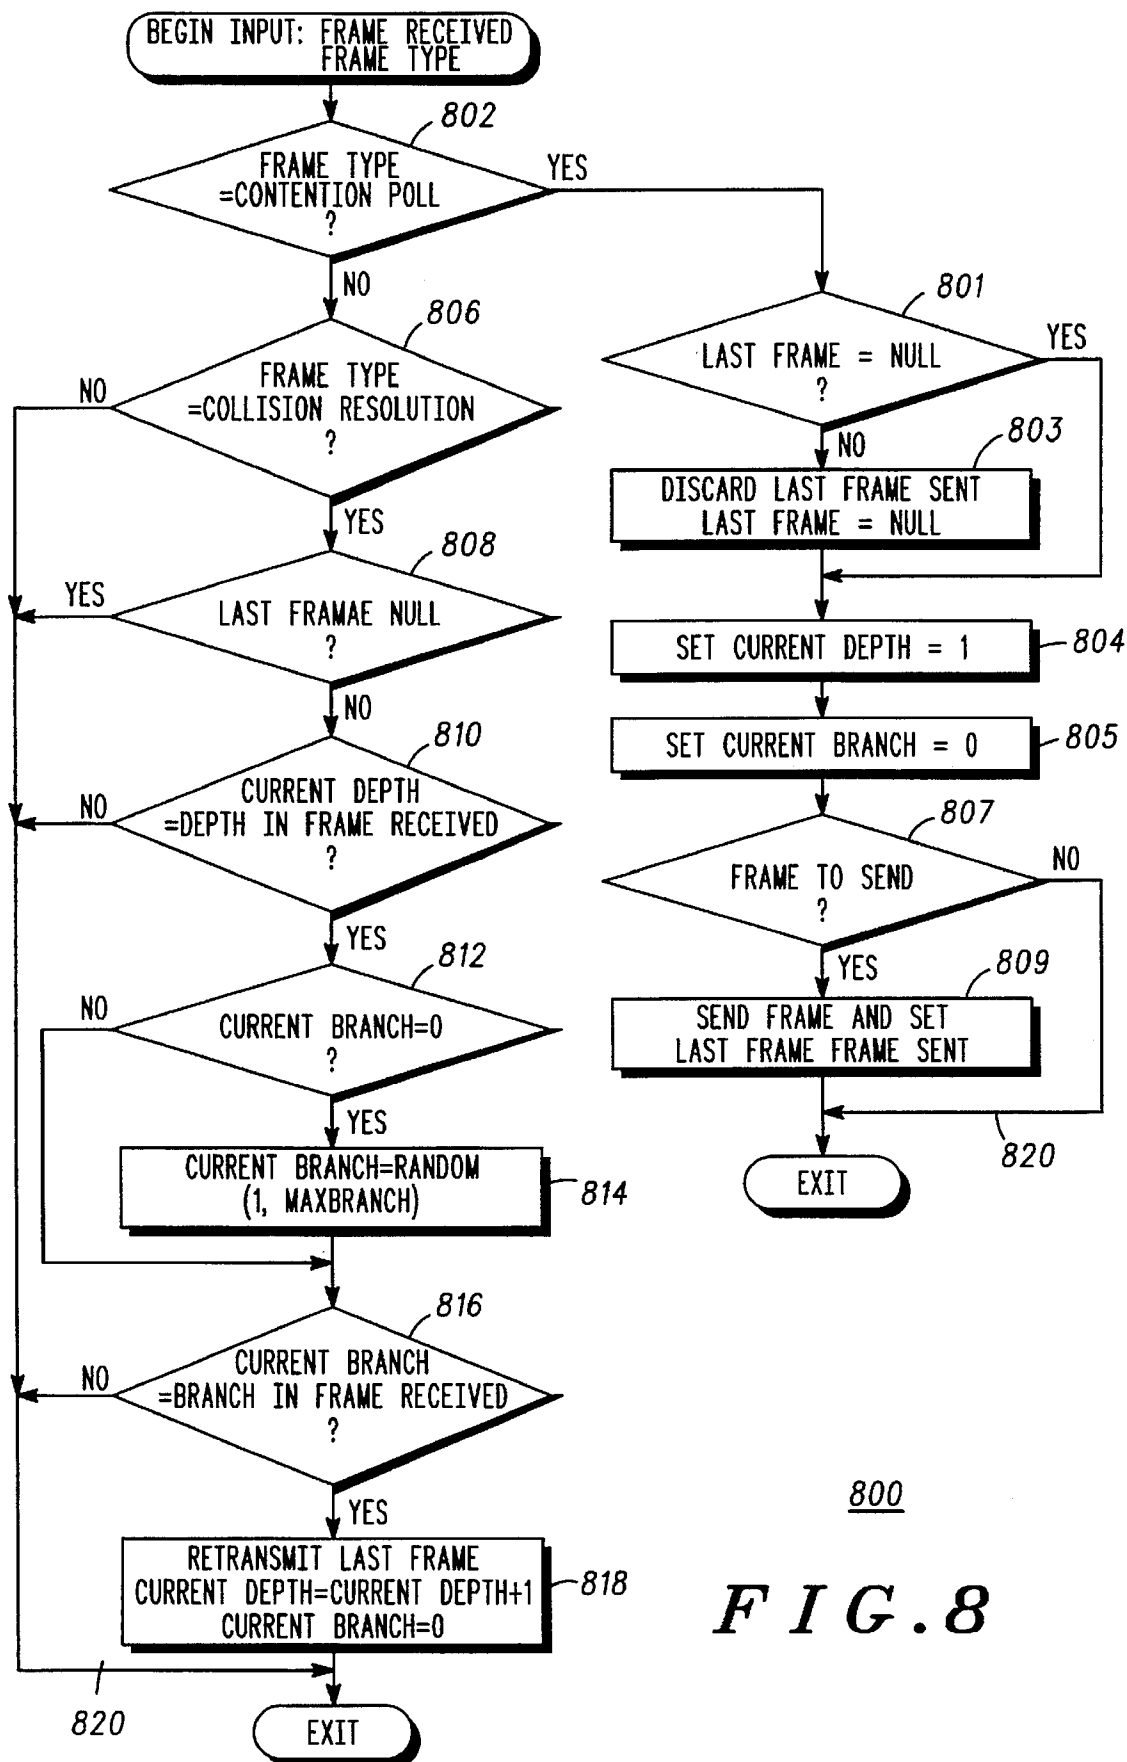 BEGIN INPUT: FRAME RECEIVED
FRAME TYPE
802
FRAME TYPE
=CONTENTION POLL
?
YES
NO
806
FRAME TYPE
=COLLISION RESOLUTION
?
NO
YES
808
LAST FRAMAE NULL
?
YES
NO
810
CURRENT DEPTH
=DEPTH IN FRAME RECEIVED
?
NO
YES
812
CURRENT BRANCH=0
?
NO
YES
CURRENT BRANCH=RANDOM
(1, MAXBRANCH)
814
816
CURRENT BRANCH
=BRANCH IN FRAME RECEIVED
?
NO
YES
RETRANSMIT LAST FRAME
CURRENT DEPTH=CURRENT DEPTH+1
CURRENT BRANCH=0
818
820
EXIT
801
LAST FRAME = NULL
?
YES
NO
803
DISCARD LAST FRAME SENT
LAST FRAME = NULL
SET CURRENT DEPTH = 1
804
SET CURRENT BRANCH = 0
805
807
FRAME TO SEND
?
NO
YES
809
SEND FRAME AND SET
LAST FRAME FRAME SENT
820
EXIT
800
FIG.8